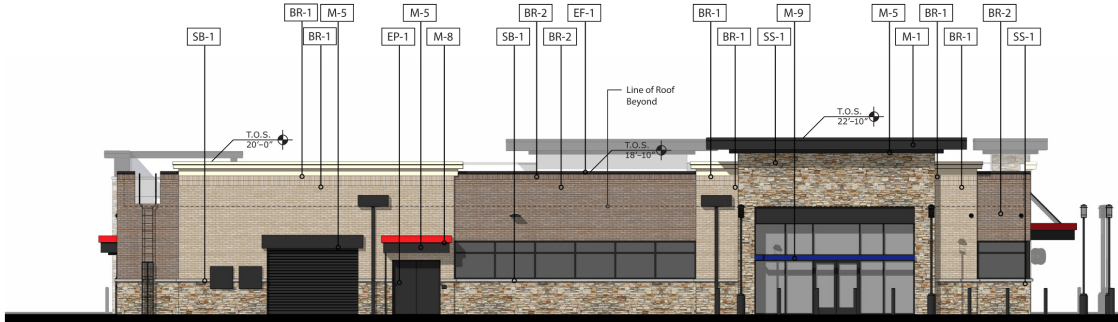 BR-1
M-5
M-5
BR-2
EF-1
BR-1
M-9
M-5
BR-1
BR-2
SB-1
BR-1
EP-1
M-8
SB-1
BR-2
BR-1
SS-1
M-1
BR-1
SS-1
Line of Roof
Beyond
T.O.S.
22'-10"
T.O.S.
20'-0"
T.O.S.
18'-10"